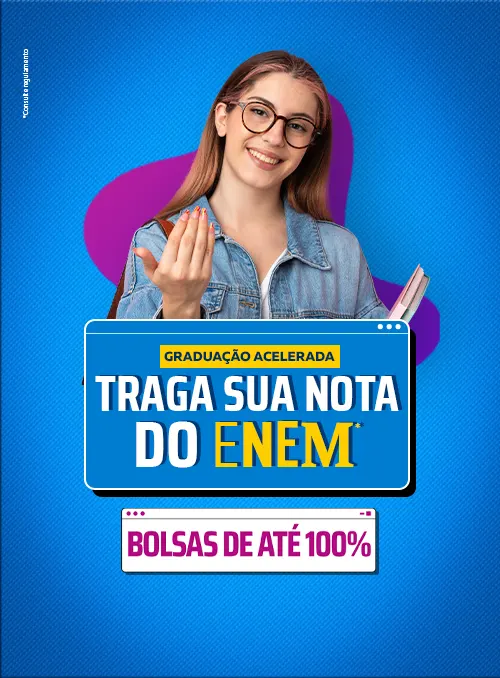 *Consulte regulamento
GRADUAÇÃO ACELERADA
TRAGA SUA NOTA
DO ENEM*
BOLSAS DE ATÉ 100%